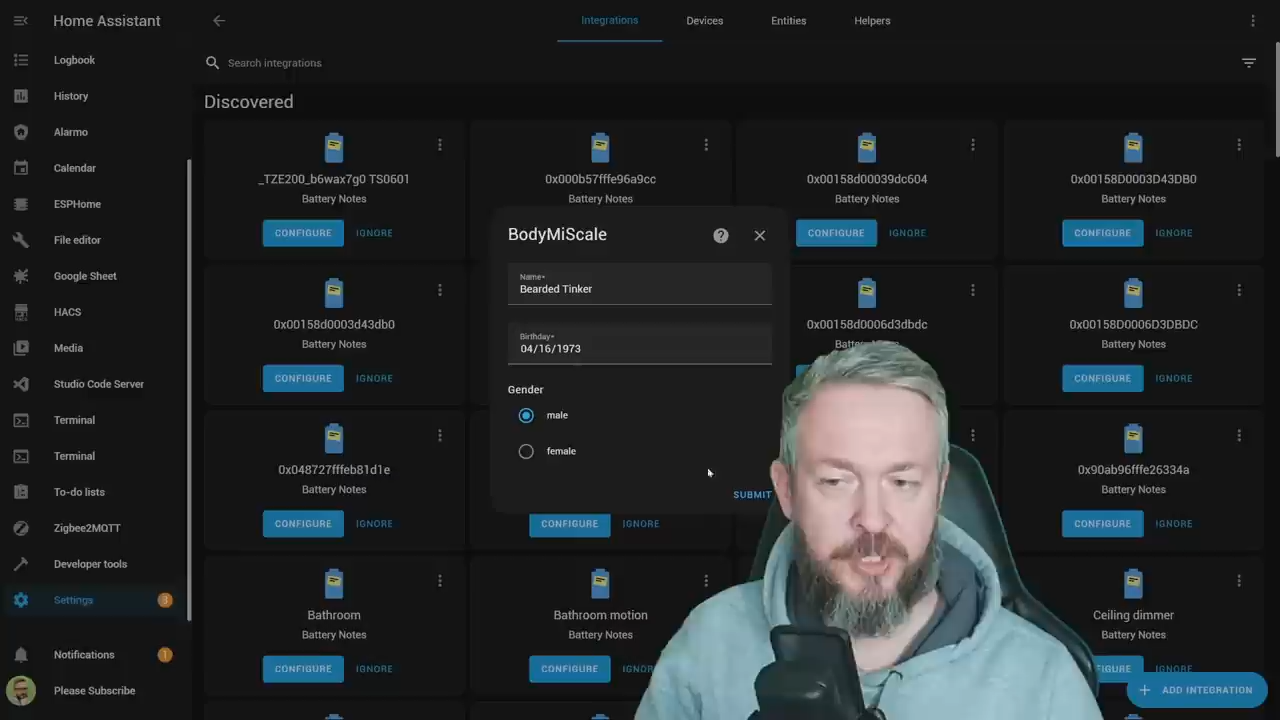 Home Assistant
Integrations
Devices
Entities
Helpers
Logbook
History
Alarmo
Calendar
ESPHome
File editor
Google Sheet
HACS
Media
Studio Code Server
Terminal
Terminal
To-do lists
Zigbee2MQTT
Developer tools
Settings
3
Notifications
1
Please Subscribe
Search integrations
Discovered
_TZE200_b6wax7g0 TS0601
Battery Notes
CONFIGURE
IGNORE
0x000b57fffe96a9cc
Battery Notes
0x00158d00039dc604
Battery Notes
CONFIGURE
IGNORE
0x00158D0003D43DB0
Battery Notes
CONFIGURE
IGNORE
BodyMiScale
Name*
Bearded Tinker
Birthday*
04/16/1973
Gender
male
female
SUBMIT
0x00158d0003d43db0
Battery Notes
CONFIGURE
IGNORE
0x00158d0006d3dbdc
Battery
0x00158D0006D3DBDC
Battery Notes
CONFIGURE
IGNORE
0x048727fffeb81d1e
Battery Notes
CONFIGURE
IGNORE
CONFIGURE
IGNORE
0x90ab96fffe26334a
Battery Notes
CONFIGURE
IGNORE
Bathroom
Battery Notes
CONFIGURE
IGNORE
Bathroom motion
Battery Notes
CONFIGURE
Ceiling dimmer
Battery Notes
IGNORE
ADD INTEGRATION